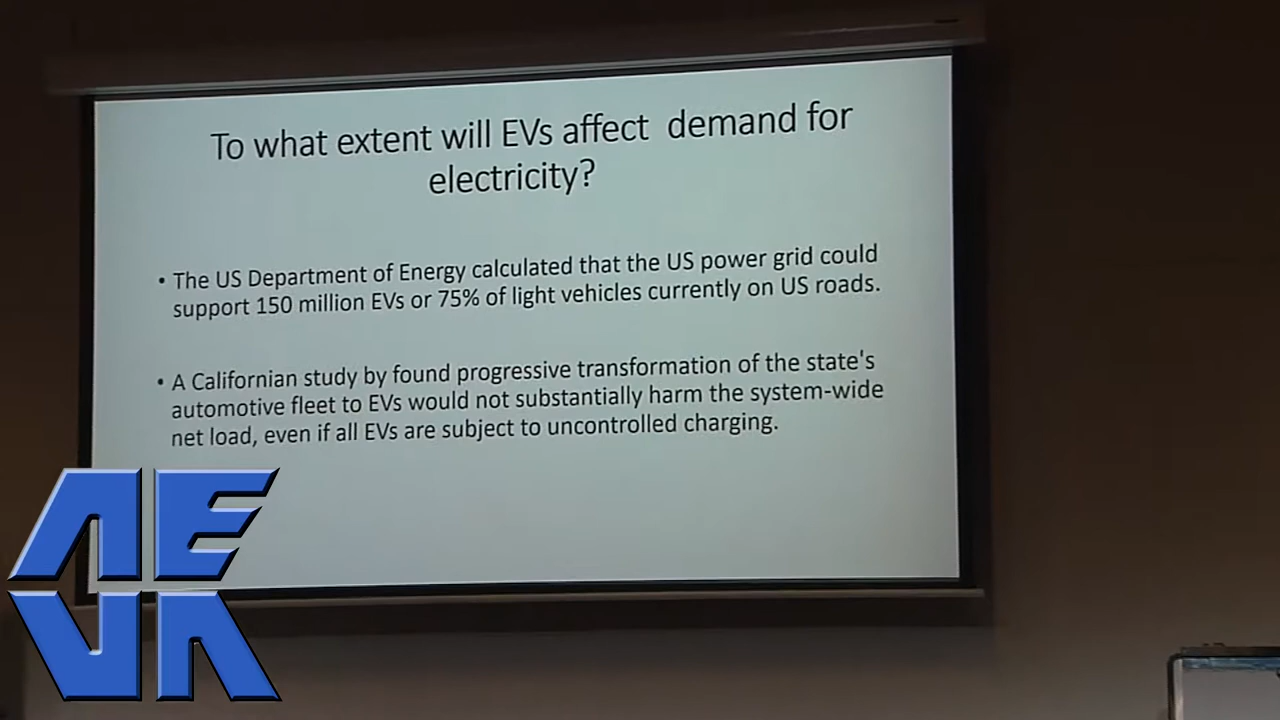 To what extent will EVs affect demand for
electricity?
• The US Department of Energy calculated that the US power grid could
support 150 million EVs or 75% of light vehicles currently on US roads.
• A Californian study by found progressive transformation of the state's
automotive fleet to EVs would not substantially harm the system-wide
net load, even if all EVs are subject to uncontrolled charging.
AE
VK